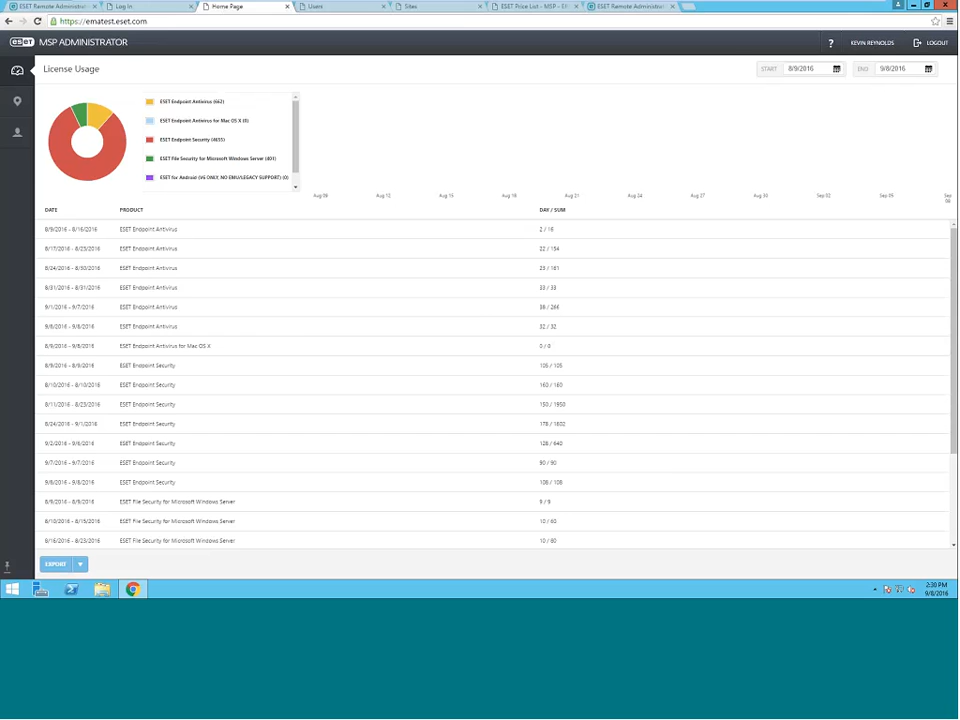 ESET Remote Administrat
Log In
Home Page
Users
Sites
ESET Price List - MSP - Et
ESET Remote Administrat
https://ematest.eset.com
eset MSP ADMINISTRATOR
? KEVIN REYNOLDS LOGOUT
License Usage
START 8/9/2016 END 9/8/2016
ESET Endpoint Antivirus (662)
ESET Endpoint Antivirus for Mac OS X (0)
ESET Endpoint Security (4855)
ESET File Security for Microsoft Windows Server (401)
ESET for Android (V6 ONLY, NO EMU/LEGACY SUPPORT) (0)
Aug 09 Aug 12 Aug 15 Aug 18 Aug 21 Aug 24 Aug 27 Aug 30 Sep 02 Sep 05 Sep 08
DATE PRODUCT DAY / SUM
8/9/2016 - 8/16/2016 ESET Endpoint Antivirus 2 / 16
8/17/2016 - 8/23/2016 ESET Endpoint Antivirus 22 / 154
8/24/2016 - 8/30/2016 ESET Endpoint Antivirus 23 / 161
8/31/2016 - 8/31/2016 ESET Endpoint Antivirus 33 / 33
9/1/2016 - 9/7/2016 ESET Endpoint Antivirus 38 / 266
9/8/2016 - 9/8/2016 ESET Endpoint Antivirus 32 / 32
8/9/2016 - 9/8/2016 ESET Endpoint Antivirus for Mac OS X 0 / 0
8/9/2016 - 8/9/2016 ESET Endpoint Security 105 / 105
8/10/2016 - 8/10/2016 ESET Endpoint Security 160 / 160
8/11/2016 - 8/23/2016 ESET Endpoint Security 150 / 1950
8/24/2016 - 9/1/2016 ESET Endpoint Security 178 / 1602
9/2/2016 - 9/6/2016 ESET Endpoint Security 128 / 640
9/7/2016 - 9/7/2016 ESET Endpoint Security 90 / 90
9/8/2016 - 9/8/2016 ESET Endpoint Security 108 / 108
8/9/2016 - 8/9/2016 ESET File Security for Microsoft Windows Server 9 / 9
8/10/2016 - 8/15/2016 ESET File Security for Microsoft Windows Server 10 / 60
8/16/2016 - 8/23/2016 ESET File Security for Microsoft Windows Server 10 / 80
EXPORT
2:30 PM
9/8/2016